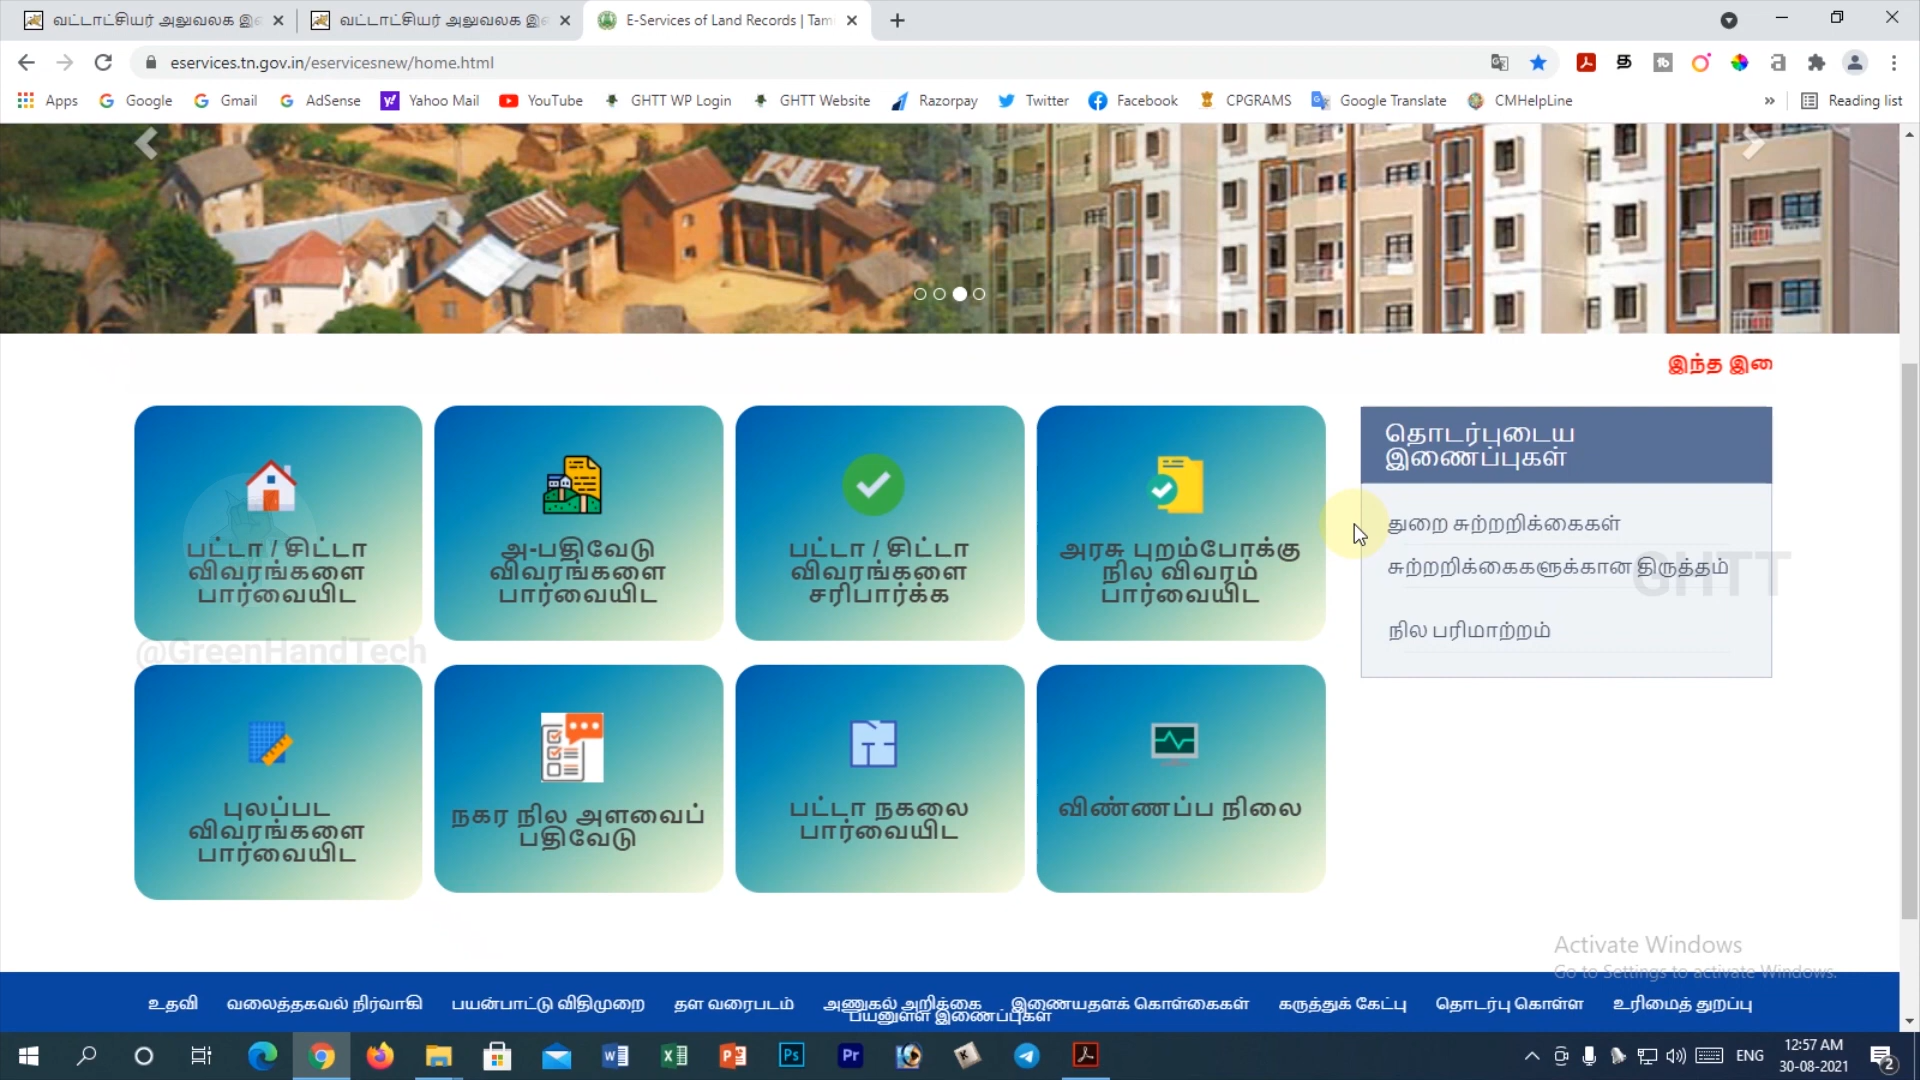 வட்டாட்சியர் அலுவலக இ
வட்டாட்சியர் அலுவலக இ
E-Services of Land Records | Tam
eservices.tn.gov.in/eservicesnew/home.html
Apps Google Gmail AdSense Yahoo Mail YouTube GHTT WP Login GHTT Website Razorpay Twitter Facebook CPGRAMS Google Translate CMHelpLine » Reading list
இந்த இ
பட்டா / சிட்டா
விவரங்களை
பார்வையிட
அ-பதிவேடு
விவரங்களை
பார்வையிட
பட்டா / சிட்டா
விவரங்களை
சரிபார்க்க
அரசு புறம்போக்கு
நில விவரம்
பார்வையிட
தொடர்புடைய
இணைப்புகள்
துறை சுற்றறிக்கைகள்
சுற்றறிக்கைகளுக்கான திருத்தம்
நில பரிமாற்றம்
GHTT
@GreenHandTech
புலப்பட
விவரங்களை
பார்வையிட
நகர நில அளவைப்
பதிவேடு
பட்டா நகலை
பார்வையிட
விண்ணப்ப நிலை
Activate Windows
Go to Settings to activate Windows.
உதவி வலைத்தகவல் நிர்வாகி பயன்பாட்டு விதிமுறை தள வரைபடம் அணுகல் அறிக்கை இணையதளக் கொள்கைகள் கருத்துக் கேட்பு தொடர்பு கொள்ள உரிமைத் துறப்பு
பயனுள்ள இணைப்புகள்
ENG
12:57 AM
30-08-2021
2